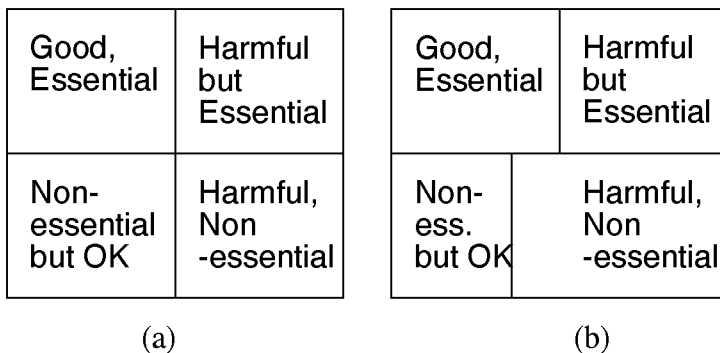 Good,
Essential
Harmful
but
Essential
Non-
essential
but OK
Harmful,
Non
-essential
(a)
Good,
Essential
Harmful
but
Essential
Non-
ess.
but OK
Harmful,
Non
-essential
(b)